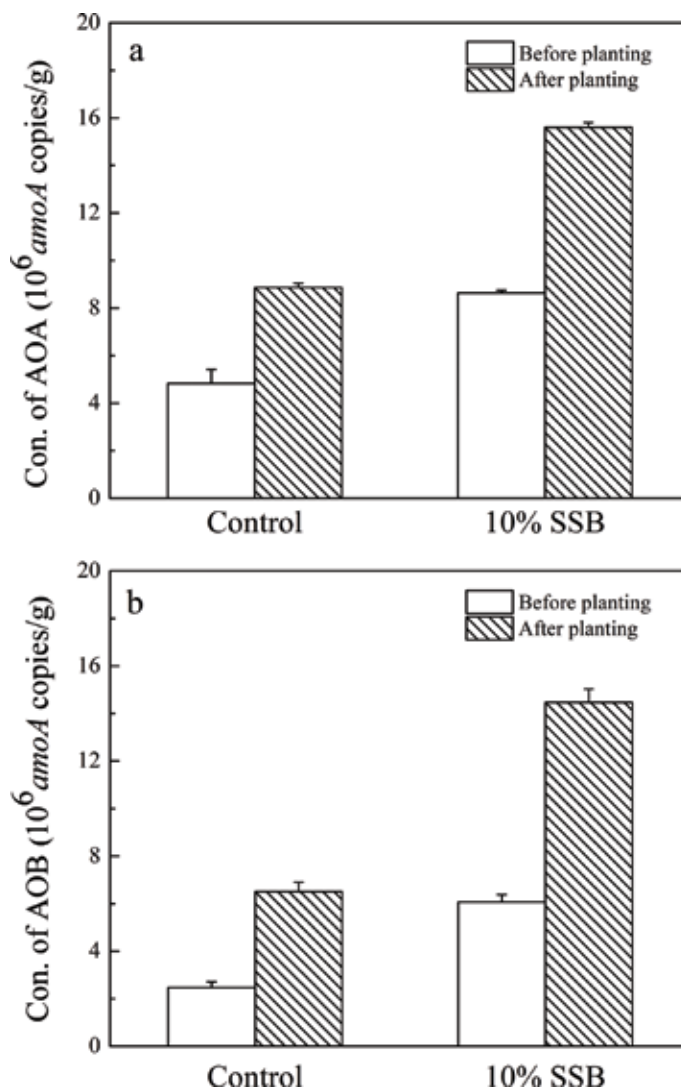 a
Before planting
After planting
Con. of AOA (10^6 amoA copies/g)
20
16
12
8
4
0
Control 10% SSB
b
Before planting
After planting
Con. of AOB (10^6 amoA copies/g)
20
16
12
8
4
0
Control 10% SSB